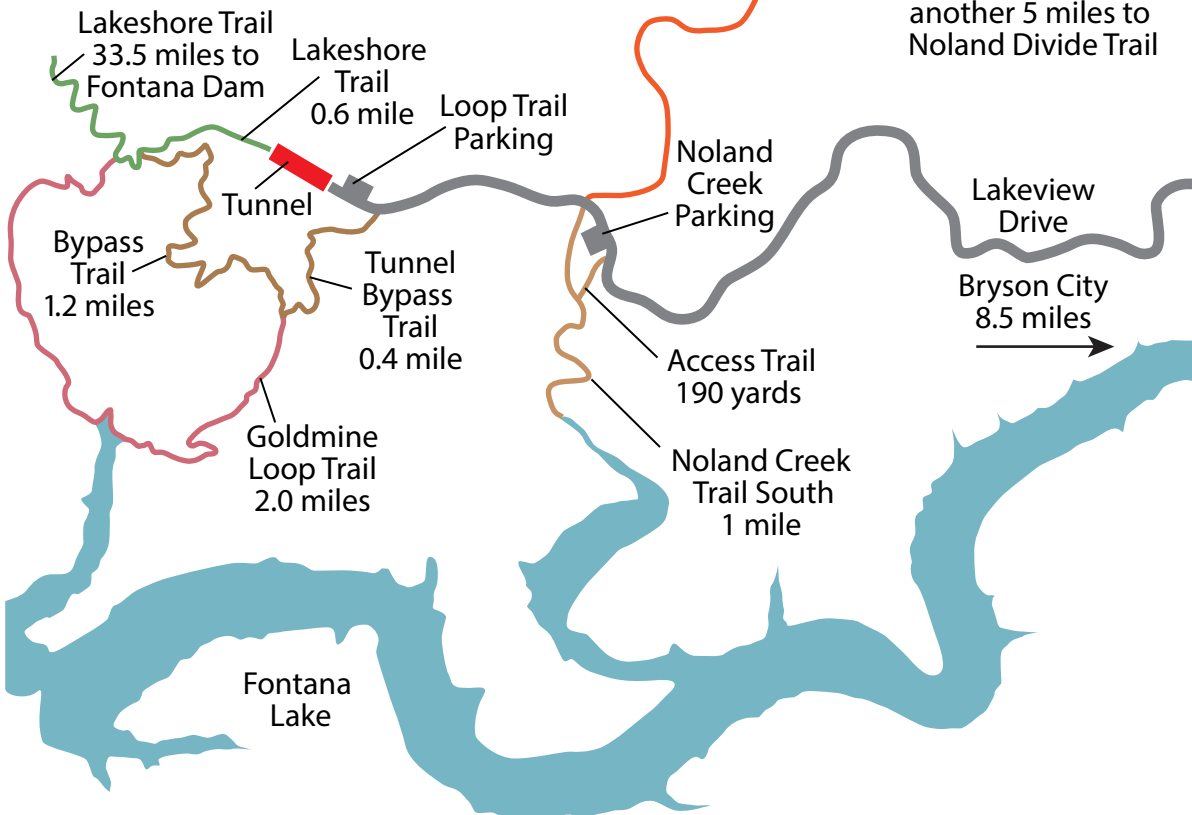 Lakeshore Trail
33.5 miles to
Fontana Dam
Lakeshore
Trail
0.6 mile
Loop Trail
Parking
another 5 miles to
Noland Divide Trail
Noland
Creek
Parking
Tunnel
Lakeview
Drive
Bypass
Trail
1.2 miles
Tunnel
Bypass
Trail
0.4 mile
Bryson City
8.5 miles
Access Trail
190 yards
Goldmine
Loop Trail
2.0 miles
Noland Creek
Trail South
1 mile
Fontana
Lake